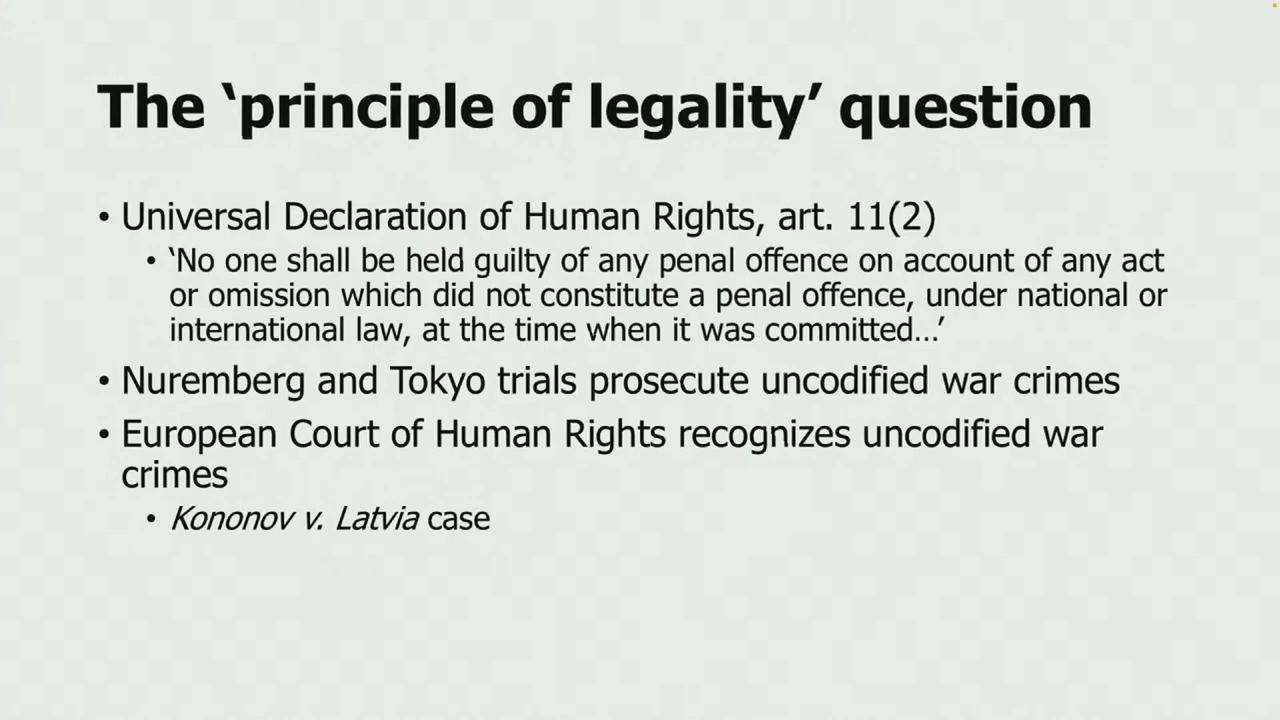 The ‘principle of legality’ question
• Universal Declaration of Human Rights, art. 11(2)
• ‘No one shall be held guilty of any penal offence on account of any act
or omission which did not constitute a penal offence, under national or
international law, at the time when it was committed…’
• Nuremberg and Tokyo trials prosecute uncodified war crimes
• European Court of Human Rights recognizes uncodified war
crimes
• Kononov v. Latvia case